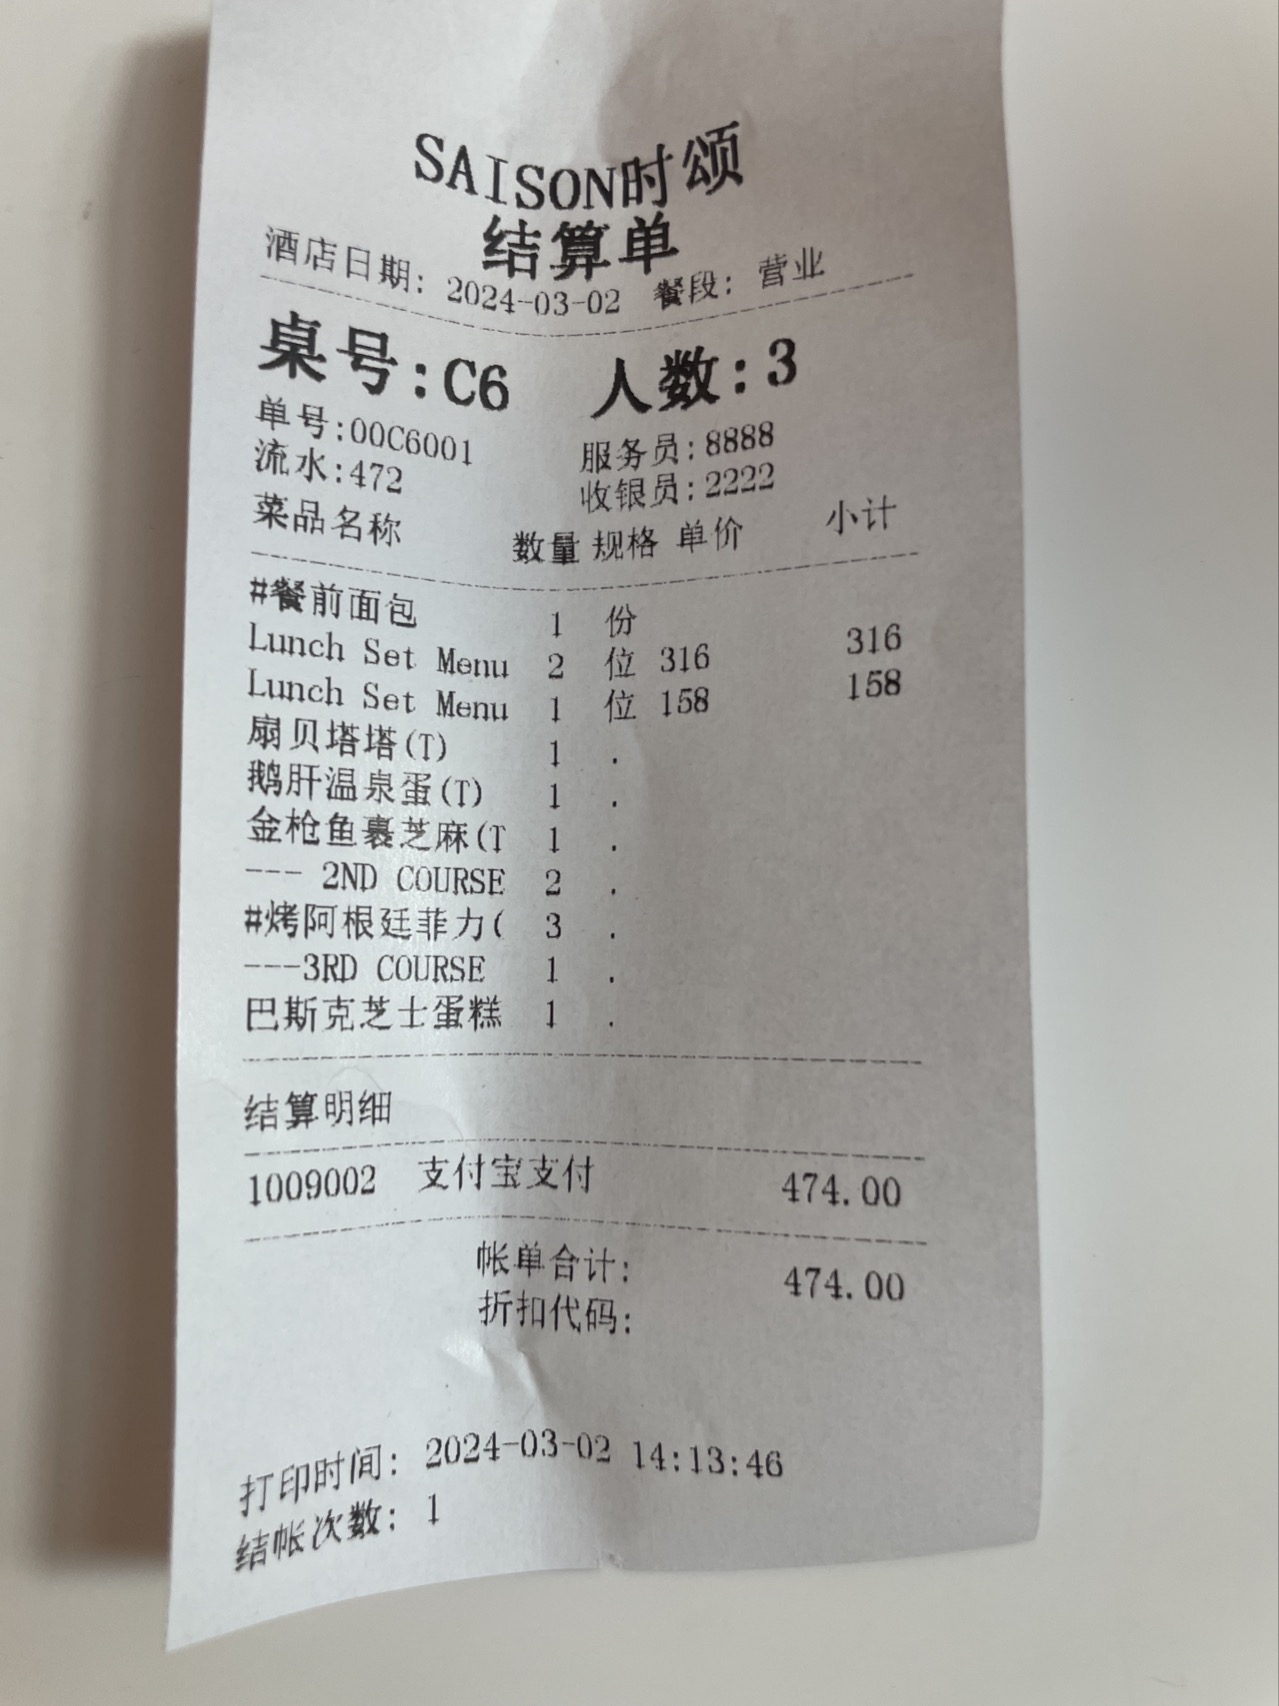 SAISON时颂
结算单
酒店日期: 2024-03-02 餐段: 营业
桌号:C6 人数:3
单号:00C6001 服务员:8888
流水:472 收银员:2222
菜品名称 数量 规格 单价 小计
#餐前面包 1 份
Lunch Set Menu 2 位 316 316
Lunch Set Menu 1 位 158 158
扇贝塔塔(T) 1 .
鹅肝温泉蛋(T) 1 .
金枪鱼裹芝麻(T 1 .
--- 2ND COURSE 2 .
#烤阿根廷菲力( 3 .
---3RD COURSE 1 .
巴斯克芝士蛋糕 1 .
结算明细
1009002 支付宝支付 474.00
帐单合计: 474.00
折扣代码:
打印时间: 2024-03-02 14:13:46
结帐次数: 1